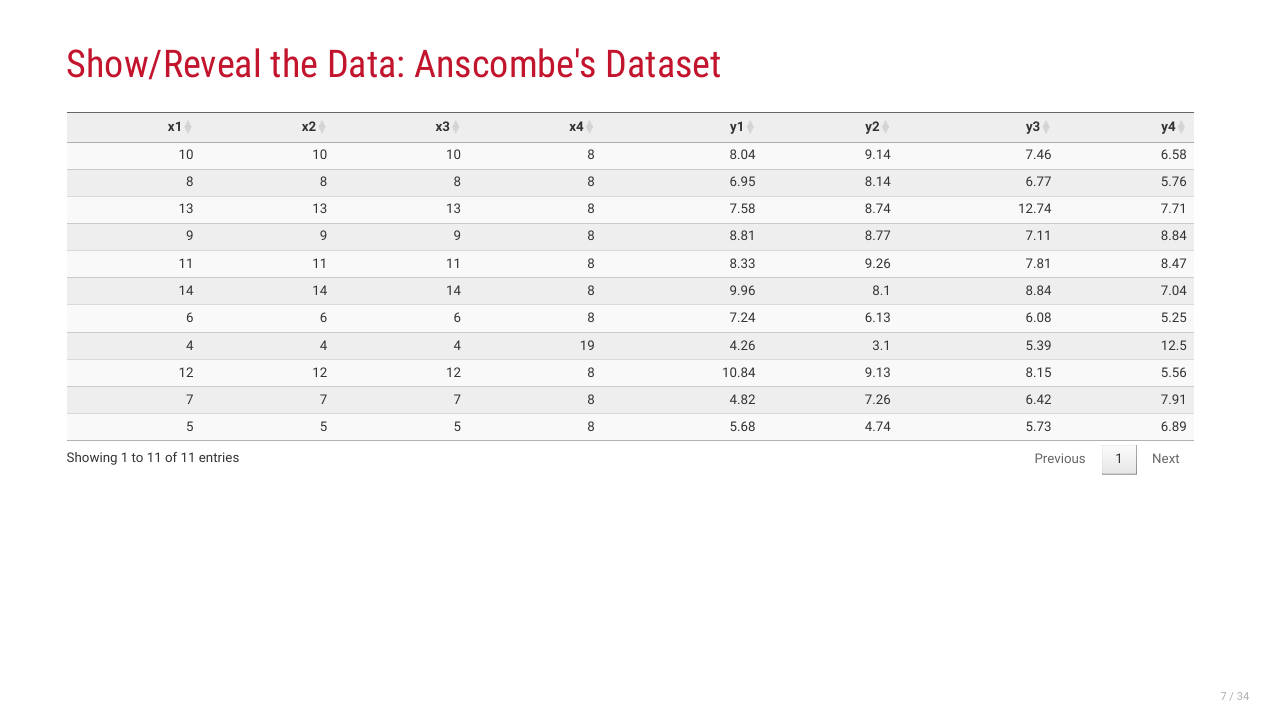 Show/Reveal the Data: Anscombe's Dataset
x1 x2 x3 x4 y1 y2 y3 y4
10 10 10 8 8.04 9.14 7.46 6.58
8 8 8 8 6.95 8.14 6.77 5.76
13 13 13 8 7.58 8.74 12.74 7.71
9 9 9 8 8.81 8.77 7.11 8.84
11 11 11 8 8.33 9.26 7.81 8.47
14 14 14 8 9.96 8.1 8.84 7.04
6 6 6 8 7.24 6.13 6.08 5.25
4 4 4 19 4.26 3.1 5.39 12.5
12 12 12 8 10.84 9.13 8.15 5.56
7 7 7 8 4.82 7.26 6.42 7.91
5 5 5 8 5.68 4.74 5.73 6.89
Showing 1 to 11 of 11 entries Previous 1 Next
7 / 34